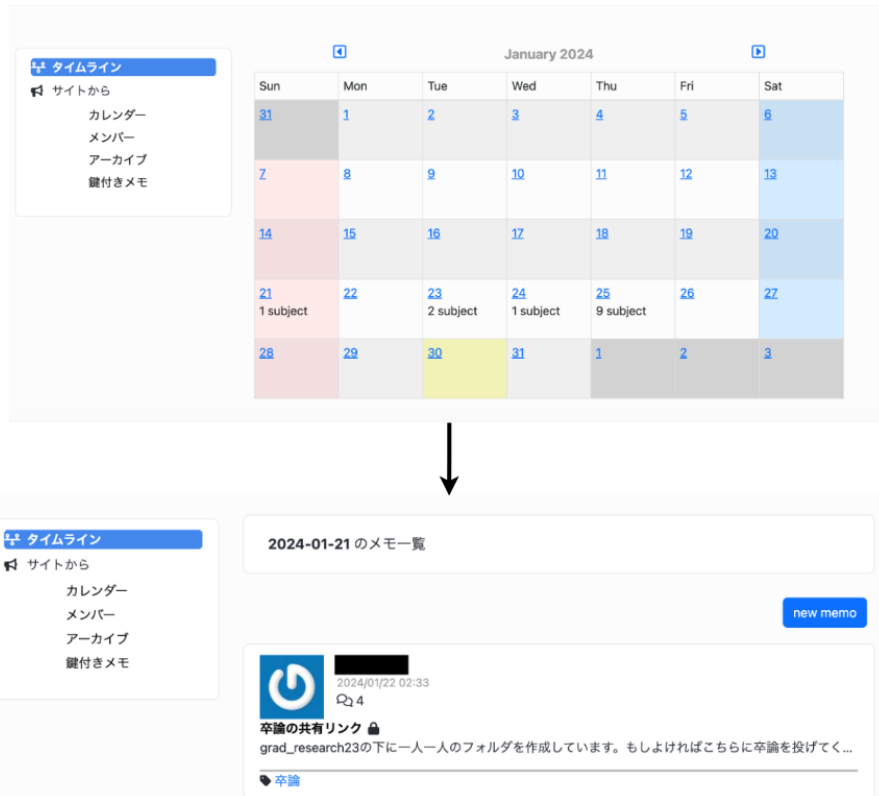 タイムライン
サイトから
カレンダー
メンバー
アーカイブ
鍵付きメモ
January 2024
Sun Mon Tue Wed Thu Fri Sat
31 1 2 3 4 5 6
7 8 9 10 11 12 13
14 15 16 17 18 19 20
21 22 23 24 25 26 27
1 subject 2 subject 1 subject 9 subject
28 29 30 31 1 2 3
タイムライン
サイトから
カレンダー
メンバー
アーカイブ
鍵付きメモ
2024-01-21 のメモ一覧
new memo
2024/01/22 02:33
4
卒論の共有リンク
grad_research23の下に一人一人のフォルダを作成しています。もしよければこちらに卒論を投げてく...
卒論